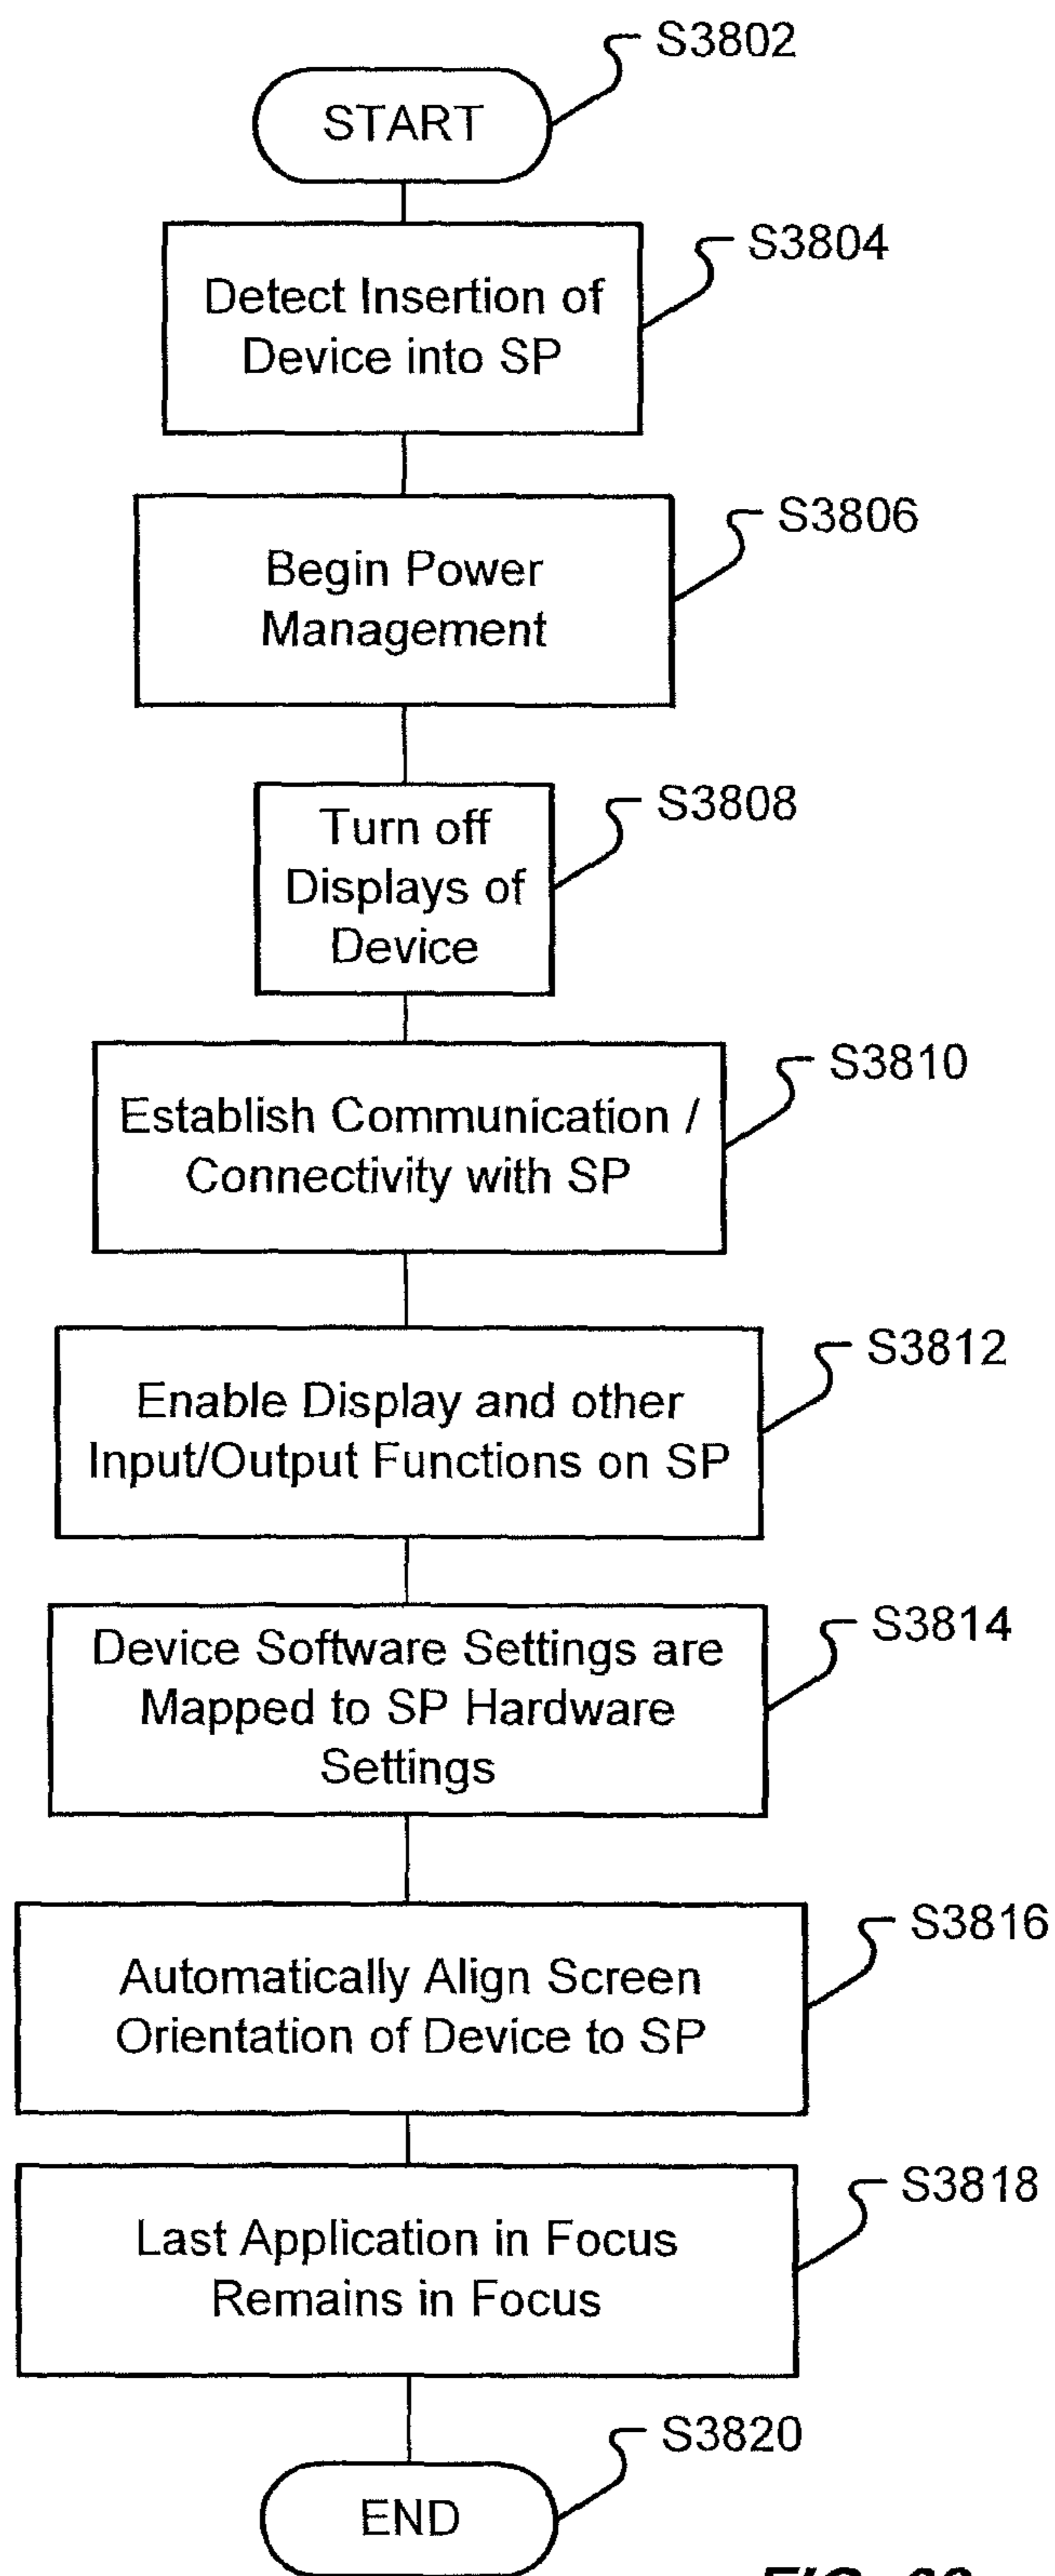 S3802
START
S3804
Detect Insertion of
Device into SP
S3806
Begin Power
Management
S3808
Turn off
Displays of
Device
S3810
Establish Communication /
Connectivity with SP
S3812
Enable Display and other
Input/Output Functions on SP
S3814
Device Software Settings are
Mapped to SP Hardware
Settings
S3816
Automatically Align Screen
Orientation of Device to SP
S3818
Last Application in Focus
Remains in Focus
S3820
END